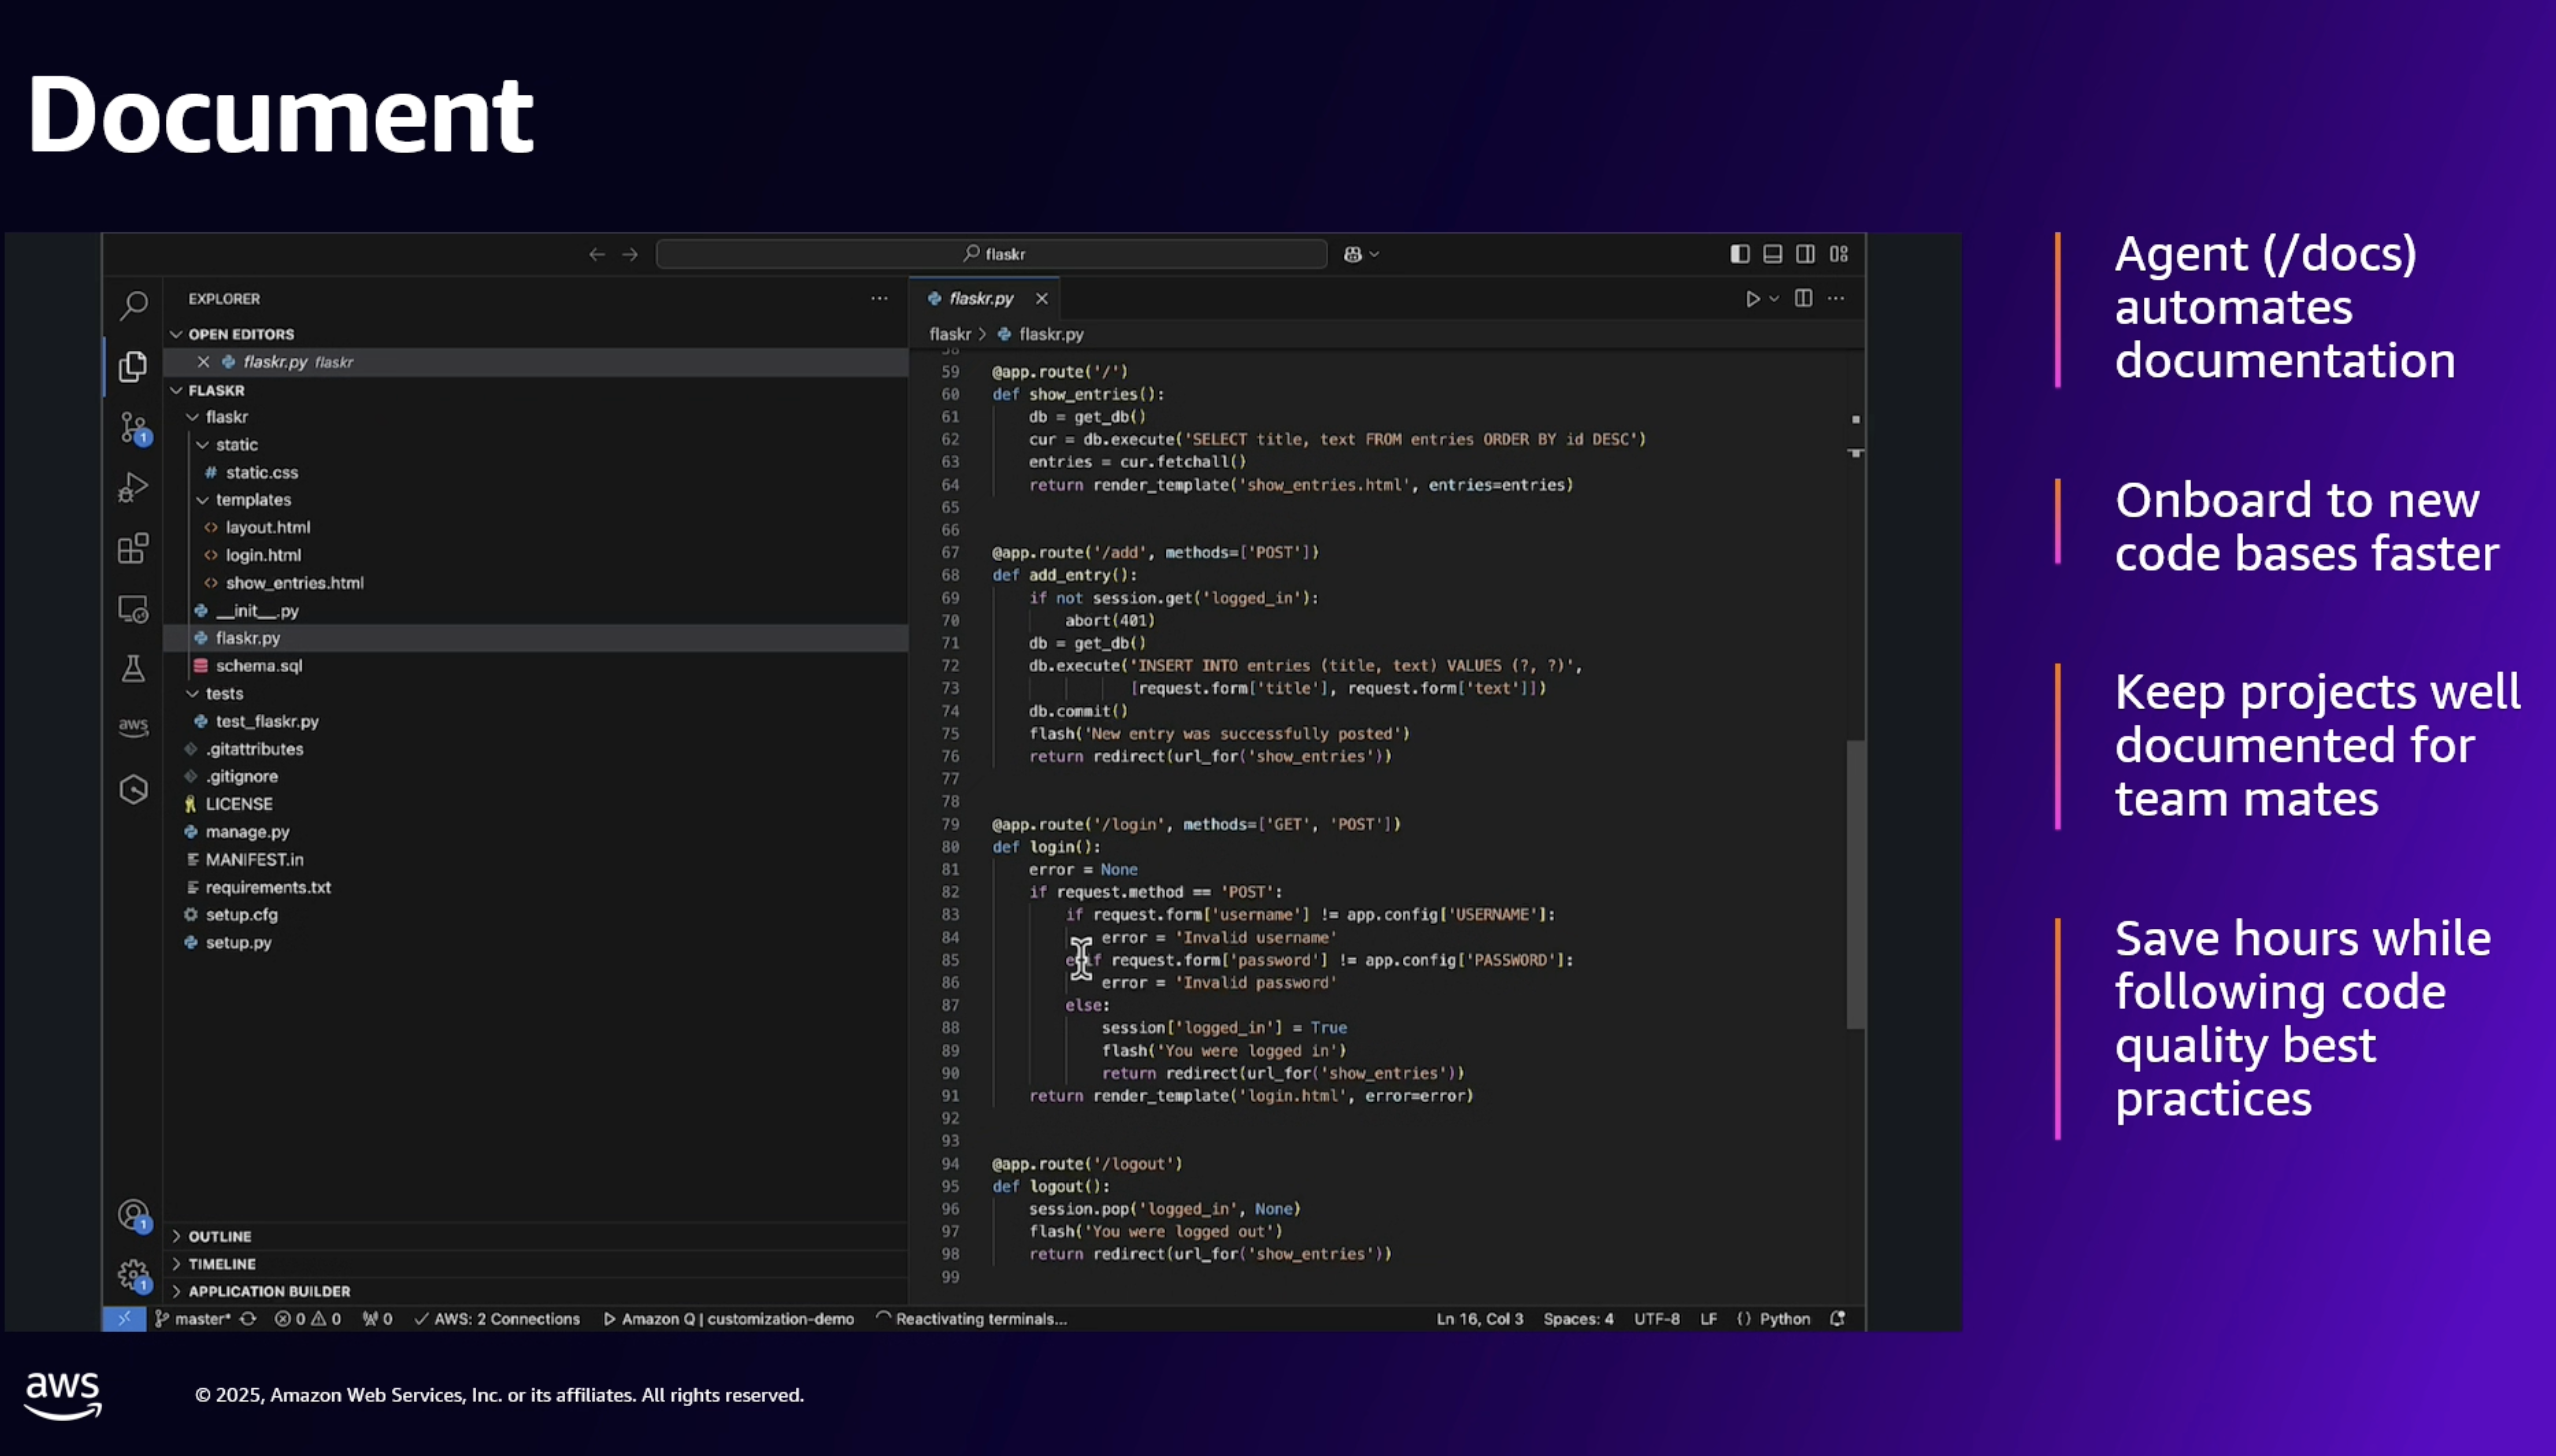 Document
flaskr
EXPLORER
OPEN EDITORS
flaskr.py flaskr
FLASKR
flaskr
static
# static.css
templates
<> layout.html
<> login.html
<> show_entries.html
__init__.py
flaskr.py
schema.sql
tests
test_flaskr.py
.gitattributes
.gitignore
LICENSE
manage.py
MANIFEST.in
requirements.txt
setup.cfg
setup.py
OUTLINE
TIMELINE
APPLICATION BUILDER
aws
1
1
1
flaskr.py
flaskr > flaskr.py
58
59 @app.route('/')
60 def show_entries():
61 db = get_db()
62 cur = db.execute('SELECT title, text FROM entries ORDER BY id DESC')
63 entries = cur.fetchall()
64 return render_template('show_entries.html', entries=entries)
65
66
67 @app.route('/add', methods=['POST'])
68 def add_entry():
69 if not session.get('logged_in'):
70 abort(401)
71 db = get_db()
72 db.execute('INSERT INTO entries (title, text) VALUES (?, ?)',
73 [request.form['title'], request.form['text']])
74 db.commit()
75 flash('New entry was successfully posted')
76 return redirect(url_for('show_entries'))
77
78
79 @app.route('/login', methods=['GET', 'POST'])
80 def login():
81 error = None
82 if request.method == 'POST':
83 if request.form['username'] != app.config['USERNAME']:
84 error = 'Invalid username'
85 elif request.form['password'] != app.config['PASSWORD']:
86 error = 'Invalid password'
87 else:
88 session['logged_in'] = True
89 flash('You were logged in')
90 return redirect(url_for('show_entries'))
91 return render_template('login.html', error=error)
92
93
94 @app.route('/logout')
95 def logout():
96 session.pop('logged_in', None)
97 flash('You were logged out')
98 return redirect(url_for('show_entries'))
99
master* 0 0 0 AWS: 2 Connections Amazon Q | customization-demo Reactivating terminals... Ln 16, Col 3 Spaces: 4 UTF-8 LF {} Python
Agent (/docs)
automates
documentation
Onboard to new
code bases faster
Keep projects well
documented for
team mates
Save hours while
following code
quality best
practices
aws
© 2025, Amazon Web Services, Inc. or its affiliates. All rights reserved.